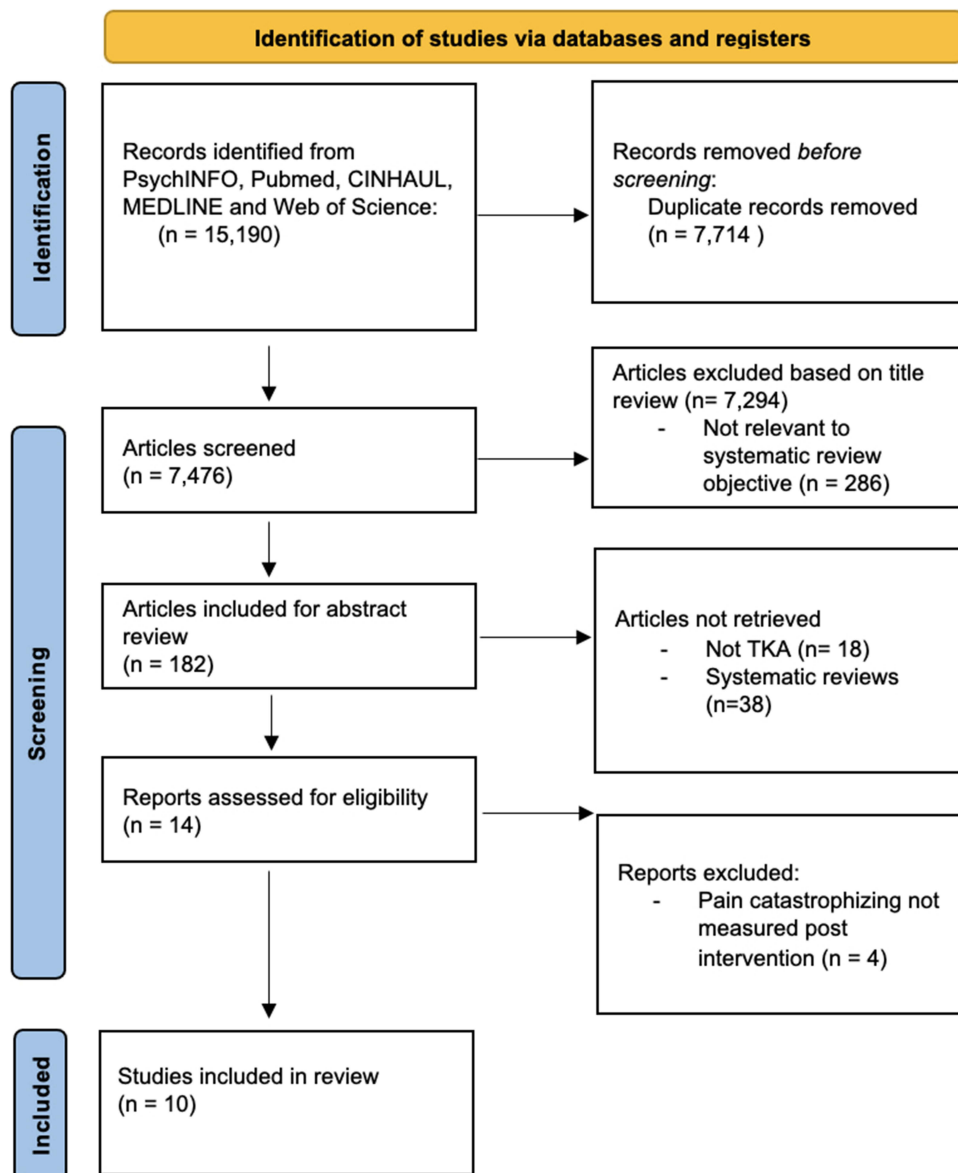 Identification of studies via databases and registers
Identification
Records identified from
PsychINFO, Pubmed, CINHAUL,
MEDLINE and Web of Science:
(n = 15,190)
Records removed before
screening:
Duplicate records removed
(n = 7,714 )
Screening
Articles screened
(n = 7,476)
Articles excluded based on title
review (n= 7,294)
- Not relevant to
systematic review
objective (n = 286)
Articles included for abstract
review
(n = 182)
Articles not retrieved
- Not TKA (n= 18)
- Systematic reviews
(n=38)
Reports assessed for eligibility
(n = 14)
Reports excluded:
- Pain catastrophizing not
measured post
intervention (n = 4)
Included
Studies included in review
(n = 10)